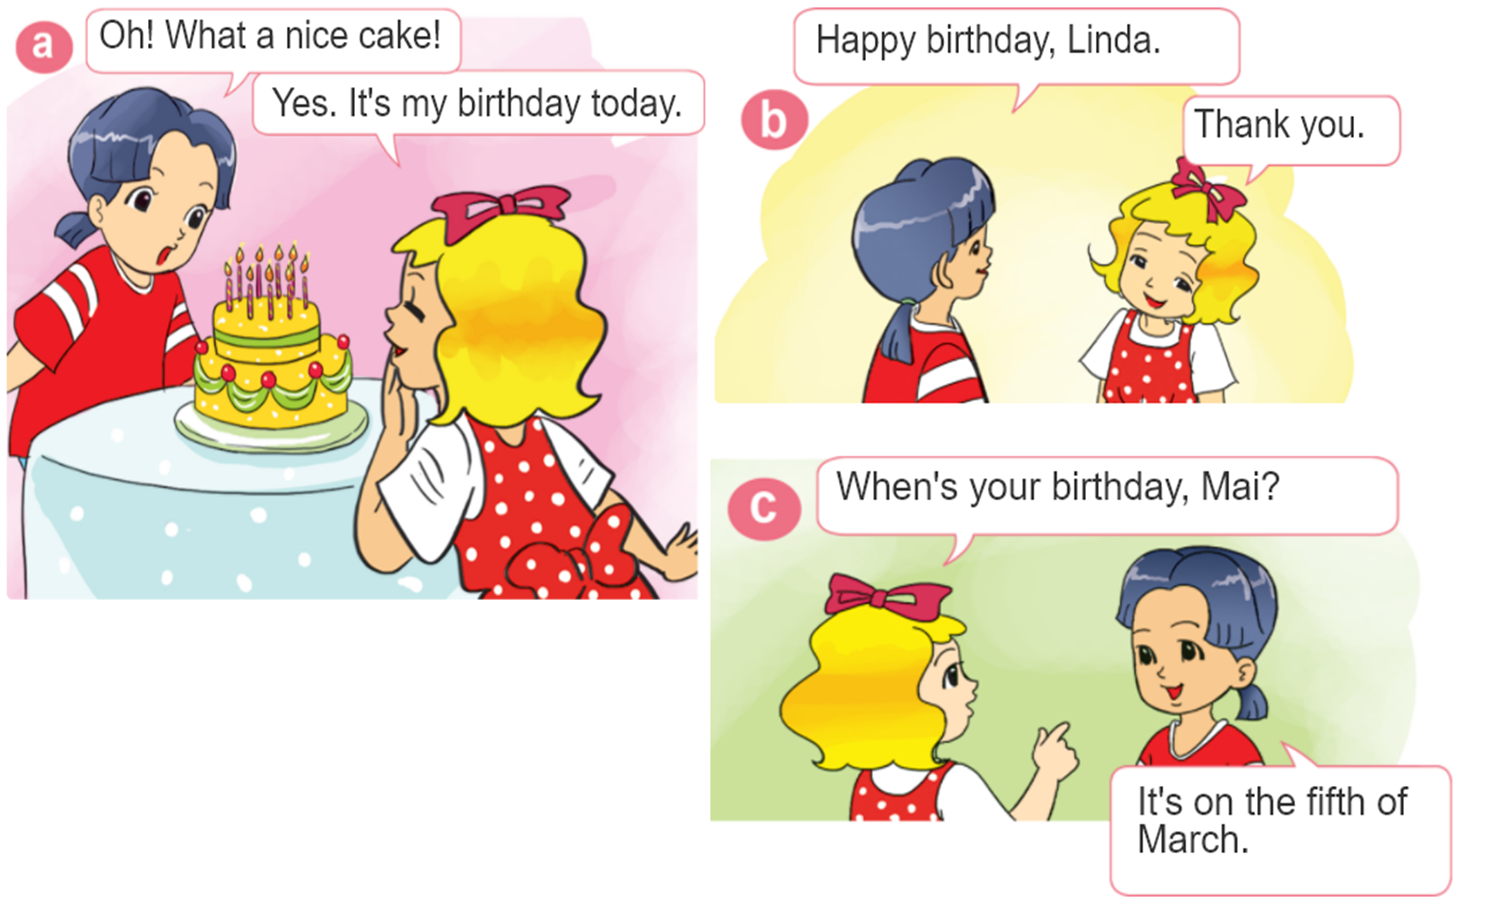 a
Oh! What a nice cake!
Yes. It's my birthday today.
b
Happy birthday, Linda.
Thank you.
c
When's your birthday, Mai?
It's on the fifth of
March.